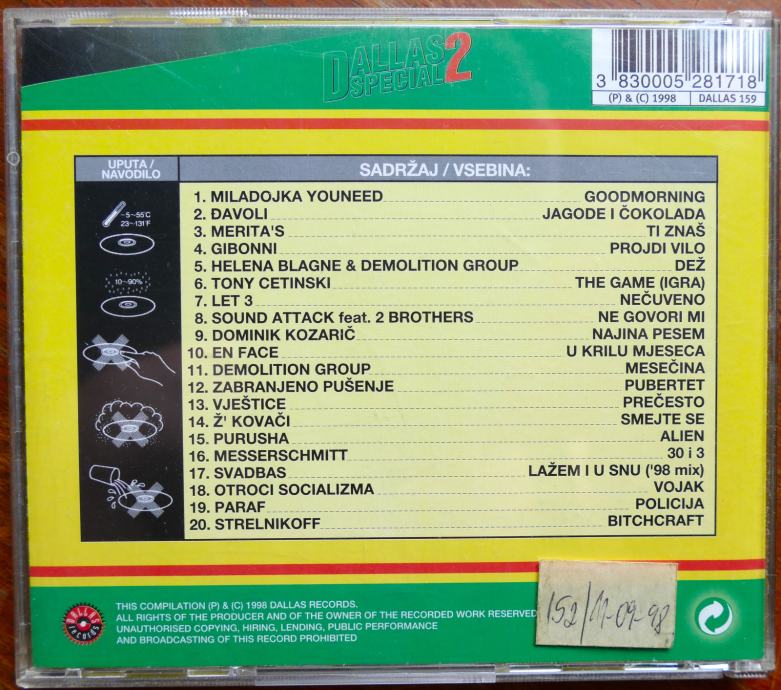 DALLAS 2
SPECIAL
3 830005 281718
(P) & (C) 1998 DALLAS 159
UPUTA /
NAVODILO
SADRŽAJ / VSEBINA:
-5~55°C
23~131°F
10~90%
1. MILADOJKA YOUNEED GOODMORNING
2. ĐAVOLI JAGODE I ČOKOLADA
3. MERITA'S TI ZNAŠ
4. GIBONNI PROJDI VILO
5. HELENA BLAGNE & DEMOLITION GROUP DEŽ
6. TONY CETINSKI THE GAME (IGRA)
7. LET 3 NEČUVENO
8. SOUND ATTACK feat. 2 BROTHERS NE GOVORI MI
9. DOMINIK KOZARIČ NAJINA PESEM
10. EN FACE U KRILU MJESECA
11. DEMOLITION GROUP MESEČINA
12. ZABRANJENO PUŠENJE PUBERTET
13. VJEŠTICE PREČESTO
14. Ž' KOVAČI SMEJTE SE
15. PURUSHA ALIEN
16. MESSERSCHMITT 30 i 3
17. SVADBAS LAŽEM I U SNU ('98 mix)
18. OTROCI SOCIALIZMA VOJAK
19. PARAF POLICIJA
20. STRELNIKOFF BITCHCRAFT
DALLAS
records
THIS COMPILATION (P) & (C) 1998 DALLAS RECORDS.
ALL RIGHTS OF THE PRODUCER AND OF THE OWNER OF THE RECORDED WORK RESERVED
UNAUTHORISED COPYING, HIRING, LENDING, PUBLIC PERFORMANCE
AND BROADCASTING OF THIS RECORD PROHIBITED
152/11-09-98